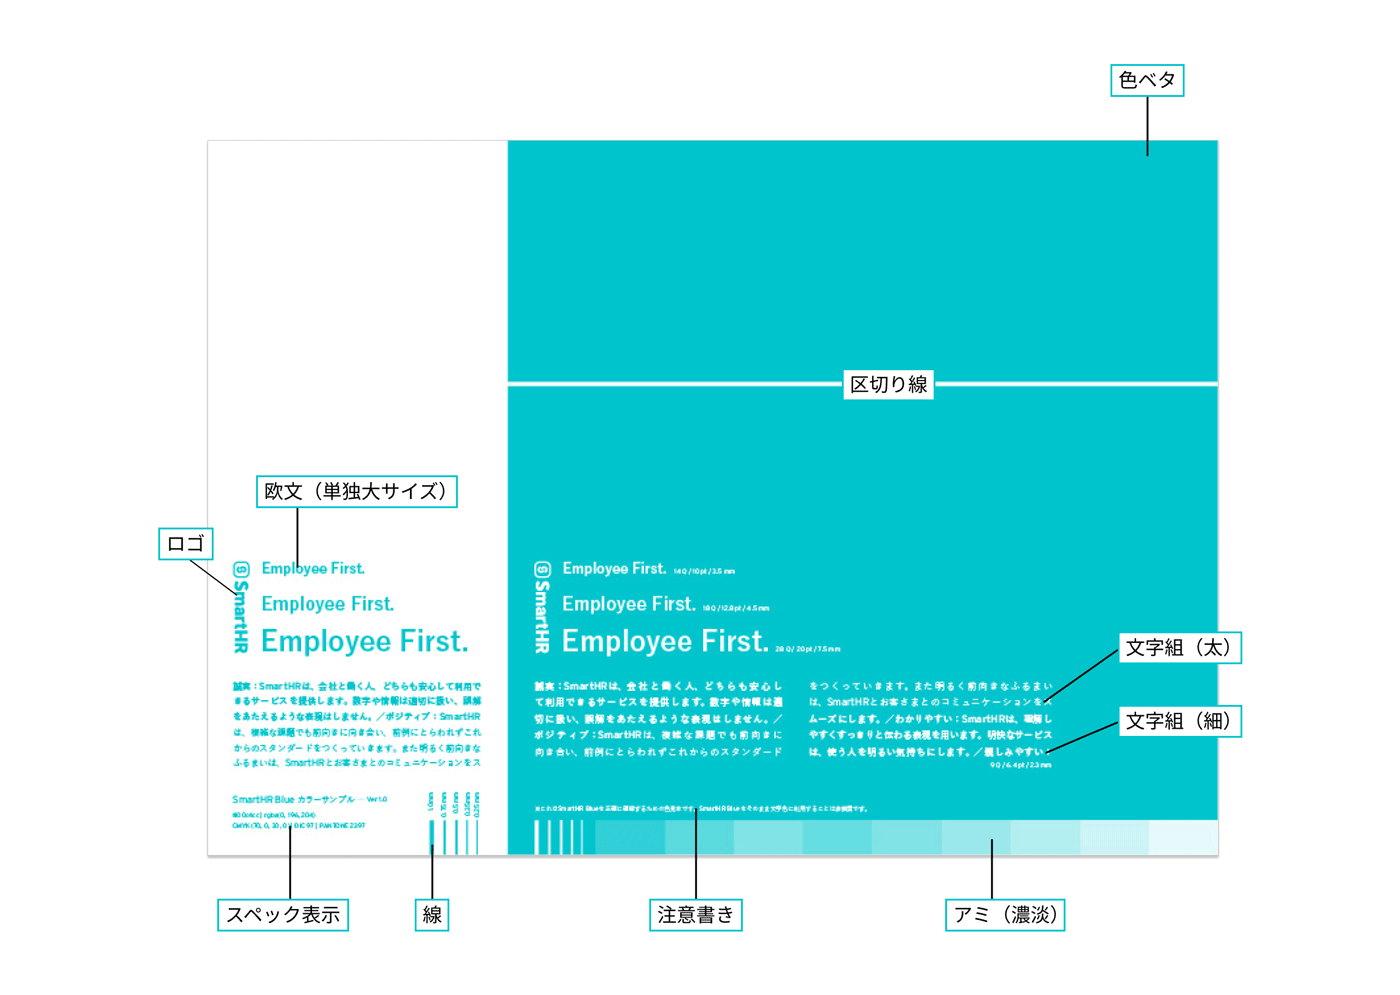 色ベタ
区切り線
欧文（単独大サイズ）
ロゴ
SmartHR
Employee First.
Employee First.
Employee First.
誠実：SmartHRは、会社と働く人、どちらも安心して利用で
きるサービスを提供します。数字や情報は適切に扱い、誤解
をあたえるような表現はしません。／ポジティブ：SmartHR
は、複雑な課題でも前向きに向き合い、前例にとらわれずこれ
からのスタンダードをつくっていきます。また明るく前向きな
ふるまいは、SmartHRとお客さまとのコミュニケーションをス
SmartHR Blue カラーサンプル — Ver1.0
#00c4cc | rgba(0, 196, 204)
CMYK (70, 0, 20, 0) | DIC 97 | PANTONE 2397
1.0mm
0.75mm
0.5mm
0.35mm
0.25mm
SmartHR
Employee First. 14Q / 10pt / 3.5 mm
Employee First. 18Q / 12.8pt / 4.5mm
Employee First. 28 Q / 20pt / 7.5mm
誠実：SmartHRは、会社と働く人、どちらも安心し
て利用できるサービスを提供します。数字や情報は適
切に扱い、誤解をあたえるような表現はしません。／
ポジティブ：SmartHRは、複雑な課題でも前向きに
向き合い、前例にとらわれずこれからのスタンダード
をつくっていきます。また明るく前向きなふるまい
は、SmartHRとお客さまとのコミュニケーションをス
ムーズにします。／わかりやすい：SmartHRは、理解し
やすくすっきりと伝わる表現を用います。明快なサービス
は、使う人を明るい気持ちにします。／親しみやすい：
9Q / 6.4pt / 2.3 mm
※これはSmartHR Blueを正確に確認するための色見本です。SmartHR Blueをそのまま文字色に利用することは非推奨です。
文字組（太）
文字組（細）
スペック表示
線
注意書き
アミ（濃淡）